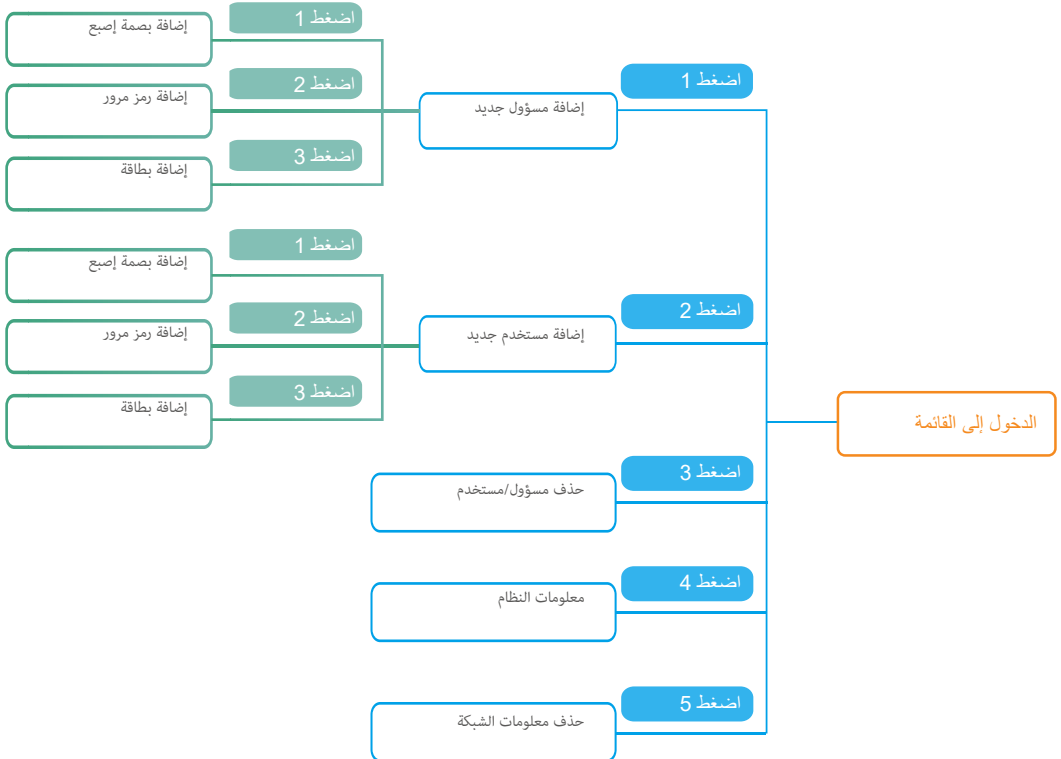 الدخول إلى القائمة
اضغط 1
إضافة مسؤول جديد
اضغط 1
إضافة بصمة إصبع
اضغط 2
إضافة رمز مرور
اضغط 3
إضافة بطاقة
اضغط 2
إضافة مستخدم جديد
اضغط 1
إضافة بصمة إصبع
اضغط 2
إضافة رمز مرور
اضغط 3
إضافة بطاقة
اضغط 3
حذف مسؤول/مستخدم
اضغط 4
معلومات النظام
اضغط 5
حذف معلومات الشبكة